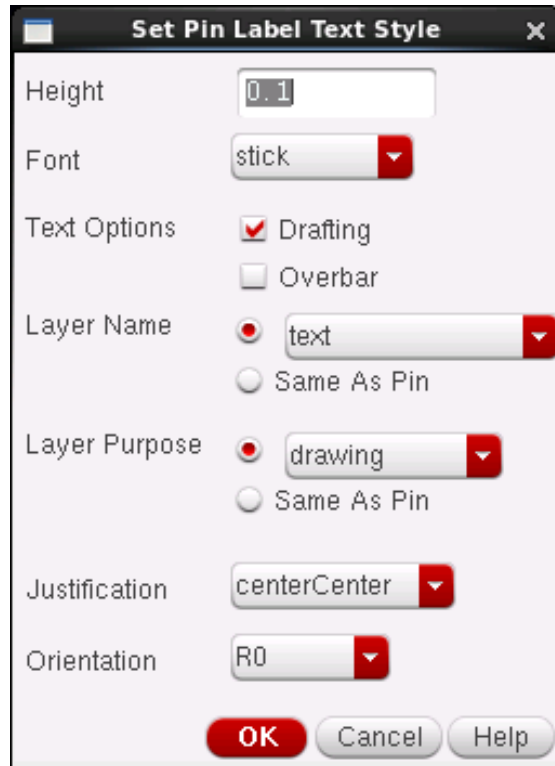 Set Pin Label Text Style
Height 0.1
Font stick
Text Options Drafting
Overbar
Layer Name text
Same As Pin
Layer Purpose drawing
Same As Pin
Justification centerCenter
Orientation R0
OK Cancel Help